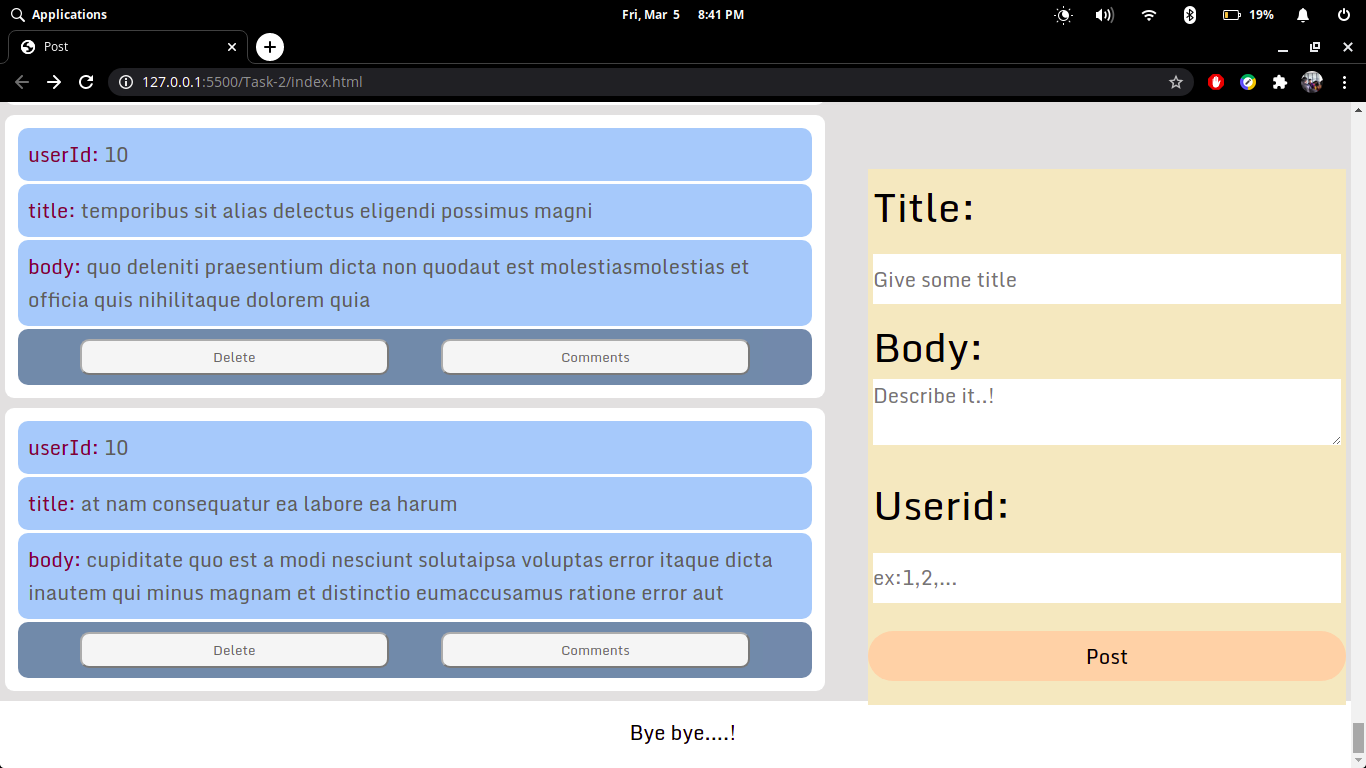 Applications
Fri, Mar 5 8:41 PM
19%
Post
127.0.0.1:5500/Task-2/index.html
userId: 10
title: temporibus sit alias delectus eligendi possimus magni
body: quo deleniti praesentium dicta non quodaut est molestiasmolestias et
officia quis nihilitaque dolorem quia
Delete
Comments
userId: 10
title: at nam consequatur ea labore ea harum
body: cupiditate quo est a modi nesciunt solutaipsa voluptas error itaque dicta
inautem qui minus magnam et distinctio eumaccusamus ratione error aut
Delete
Comments
Title:
Give some title
Body:
Describe it..!
Userid:
ex:1,2,...
Post
Bye bye....!